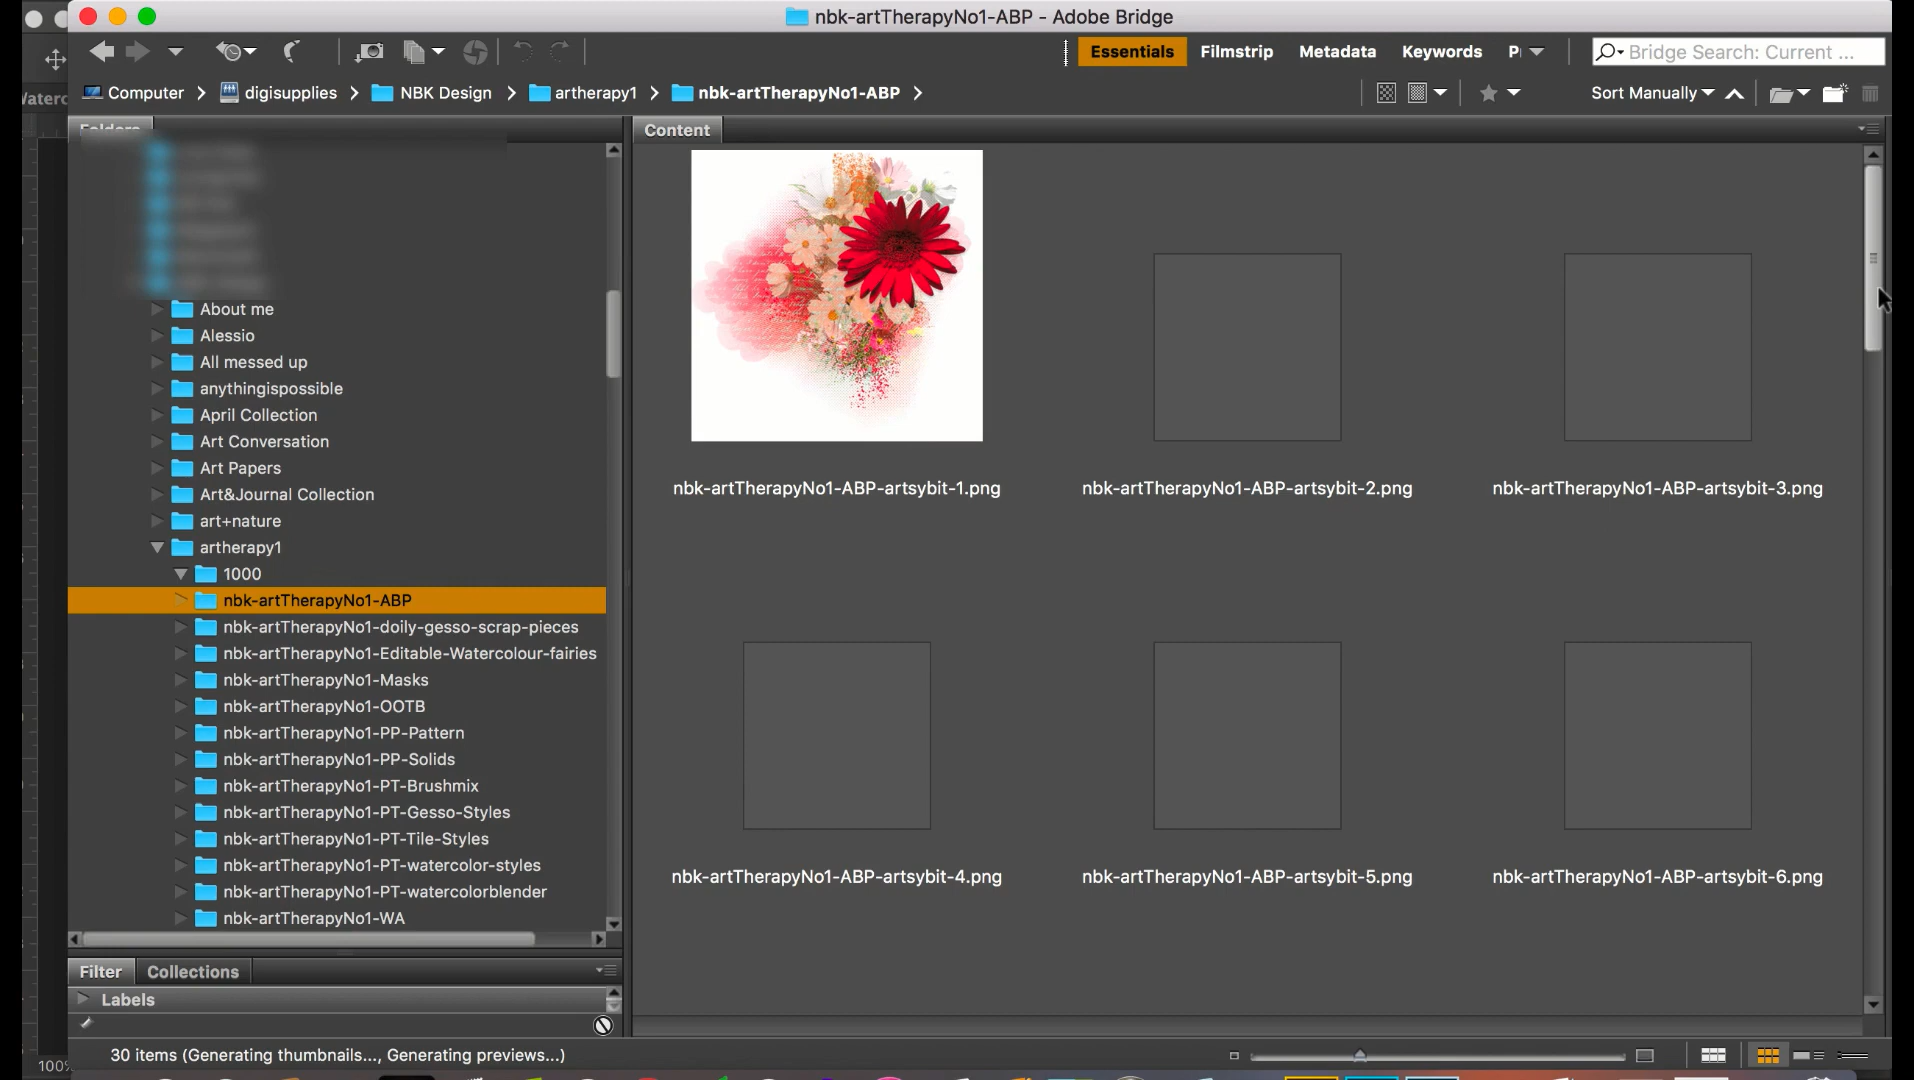 nbk-artTherapyNo1-ABP - Adobe Bridge
Essentials Filmstrip Metadata Keywords
Bridge Search: Current ...
Computer digisupplies NBK Design artherapy1 nbk-artTherapyNo1-ABP
Sort Manually
Folders
Content
About me
Alessio
All messed up
anythingispossible
April Collection
Art Conversation
Art Papers
Art&Journal Collection
art+nature
artherapy1
1000
nbk-artTherapyNo1-ABP
nbk-artTherapyNo1-doily-gesso-scrap-pieces
nbk-artTherapyNo1-Editable-Watercolour-fairies
nbk-artTherapyNo1-Masks
nbk-artTherapyNo1-OOTB
nbk-artTherapyNo1-PP-Pattern
nbk-artTherapyNo1-PP-Solids
nbk-artTherapyNo1-PT-Brushmix
nbk-artTherapyNo1-PT-Gesso-Styles
nbk-artTherapyNo1-PT-Tile-Styles
nbk-artTherapyNo1-PT-watercolor-styles
nbk-artTherapyNo1-PT-watercolorblender
nbk-artTherapyNo1-WA
nbk-artTherapyNo1-ABP-artsybit-1.png
nbk-artTherapyNo1-ABP-artsybit-2.png
nbk-artTherapyNo1-ABP-artsybit-3.png
nbk-artTherapyNo1-ABP-artsybit-4.png
nbk-artTherapyNo1-ABP-artsybit-5.png
nbk-artTherapyNo1-ABP-artsybit-6.png
Filter Collections
Labels
30 items (Generating thumbnails..., Generating previews...)